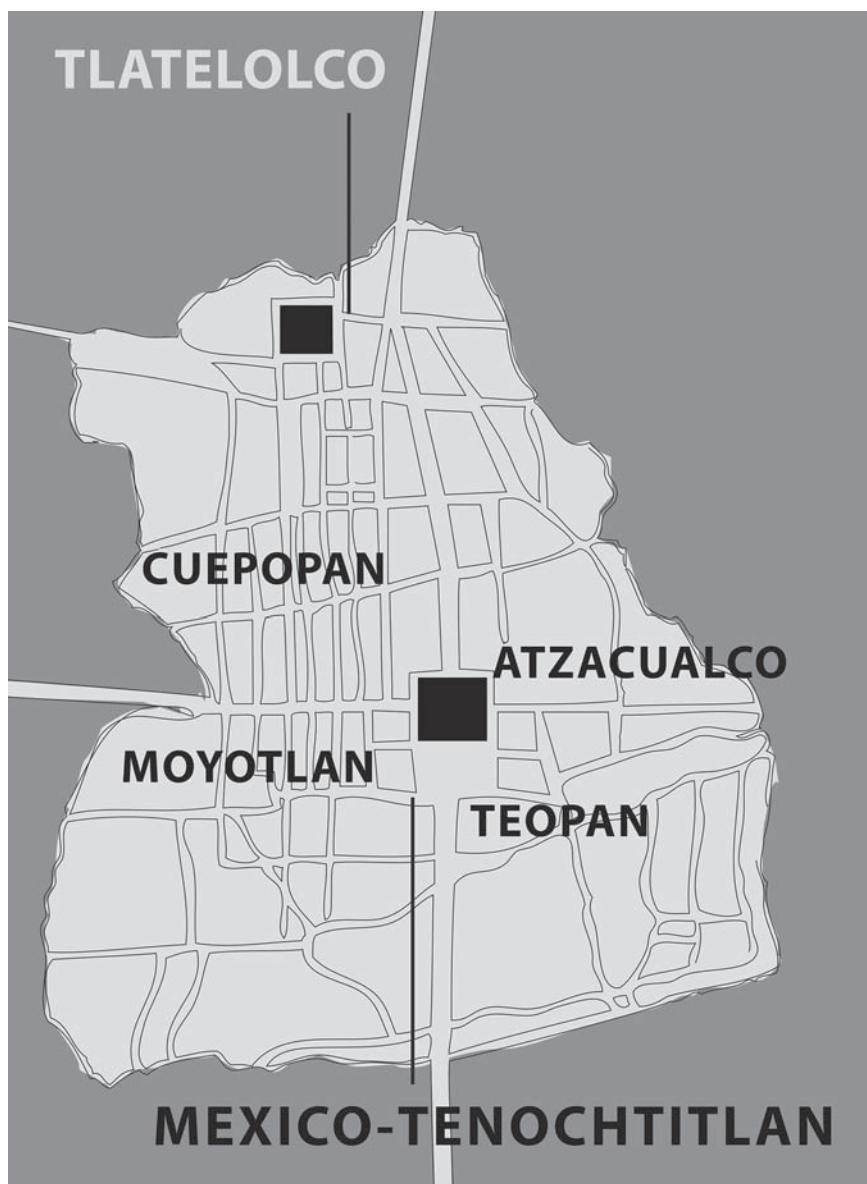 TLATELOLCO
CUEPOPAN
ATZACUALCO
MOYOTLAN
TEOPAN
MEXICO-TENOCHTITLAN